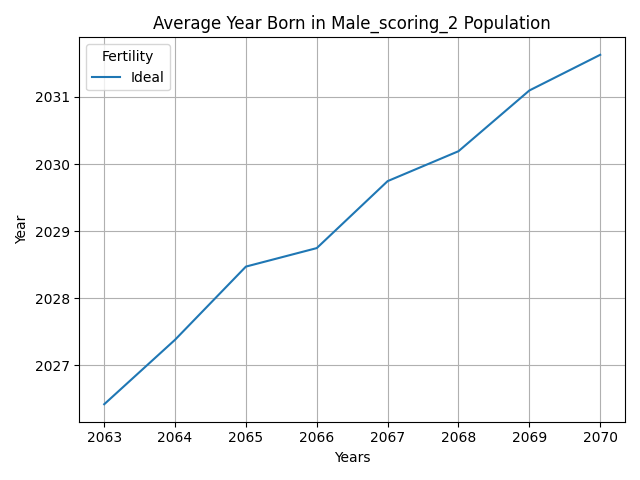 Average Year Born in Male_scoring_2 Population
Fertility
Ideal
2031
2030
2029
2028
2027
Year
2063 2064 2065 2066 2067 2068 2069 2070
Years